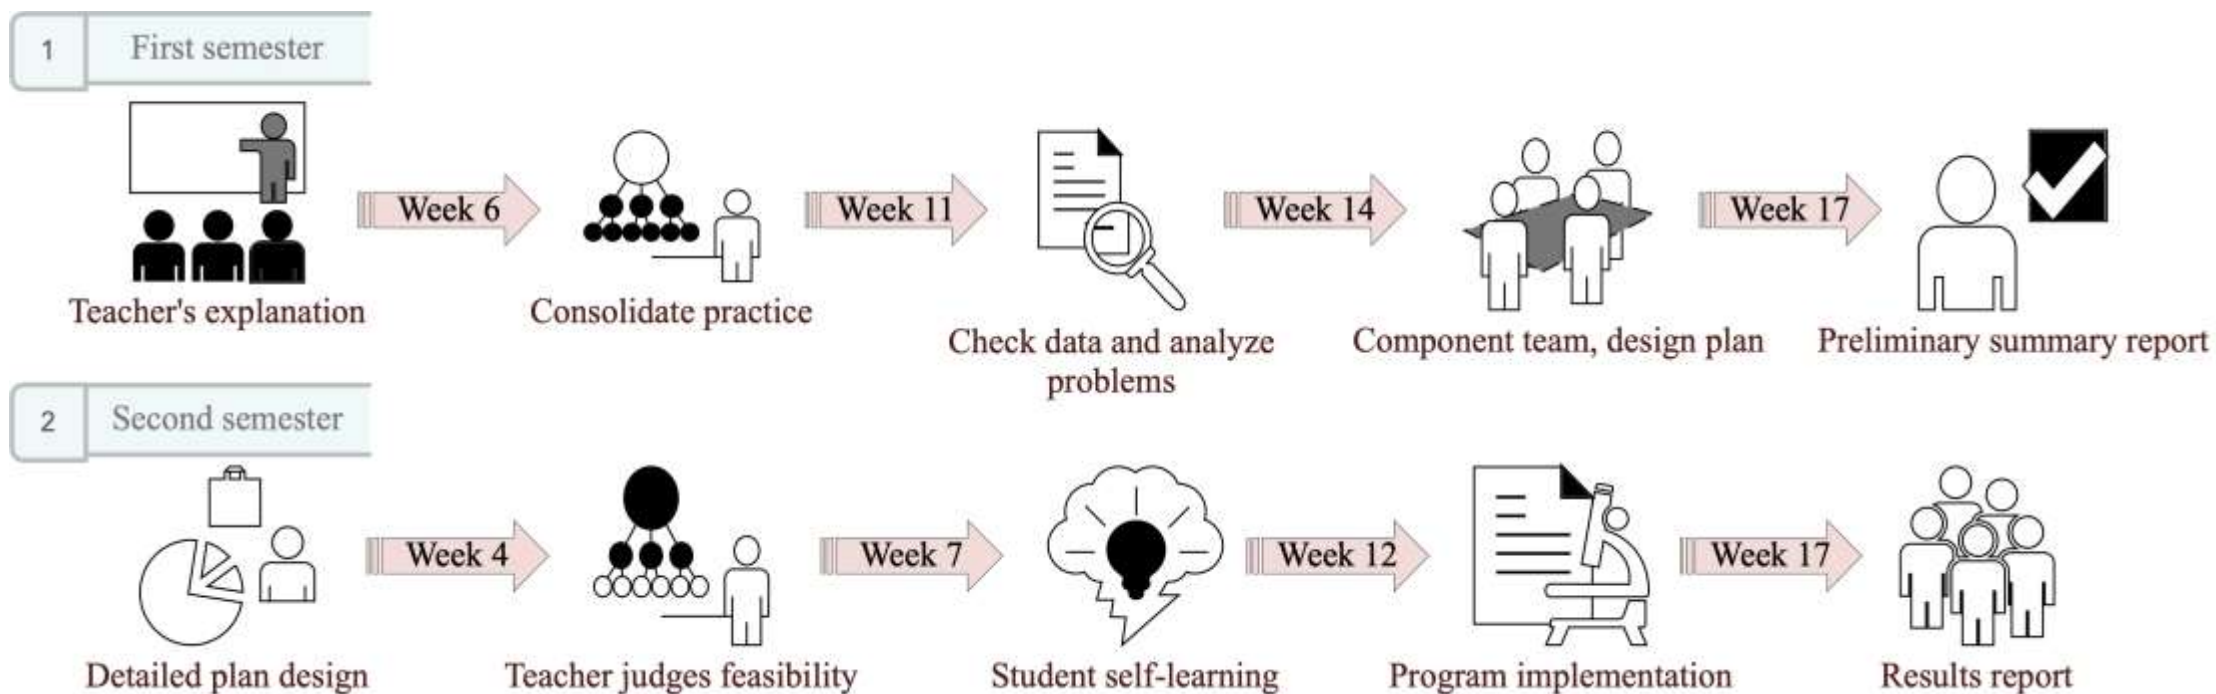 1
First semester
Week 6
Week 11
Week 14
Week 17
Teacher's explanation
Consolidate practice
Check data and analyze
problems
Component team, design plan
Preliminary summary report
2
Second semester
Week 4
Week 7
Week 12
Week 17
Detailed plan design
Teacher judges feasibility
Student self-learning
Program implementation
Results report